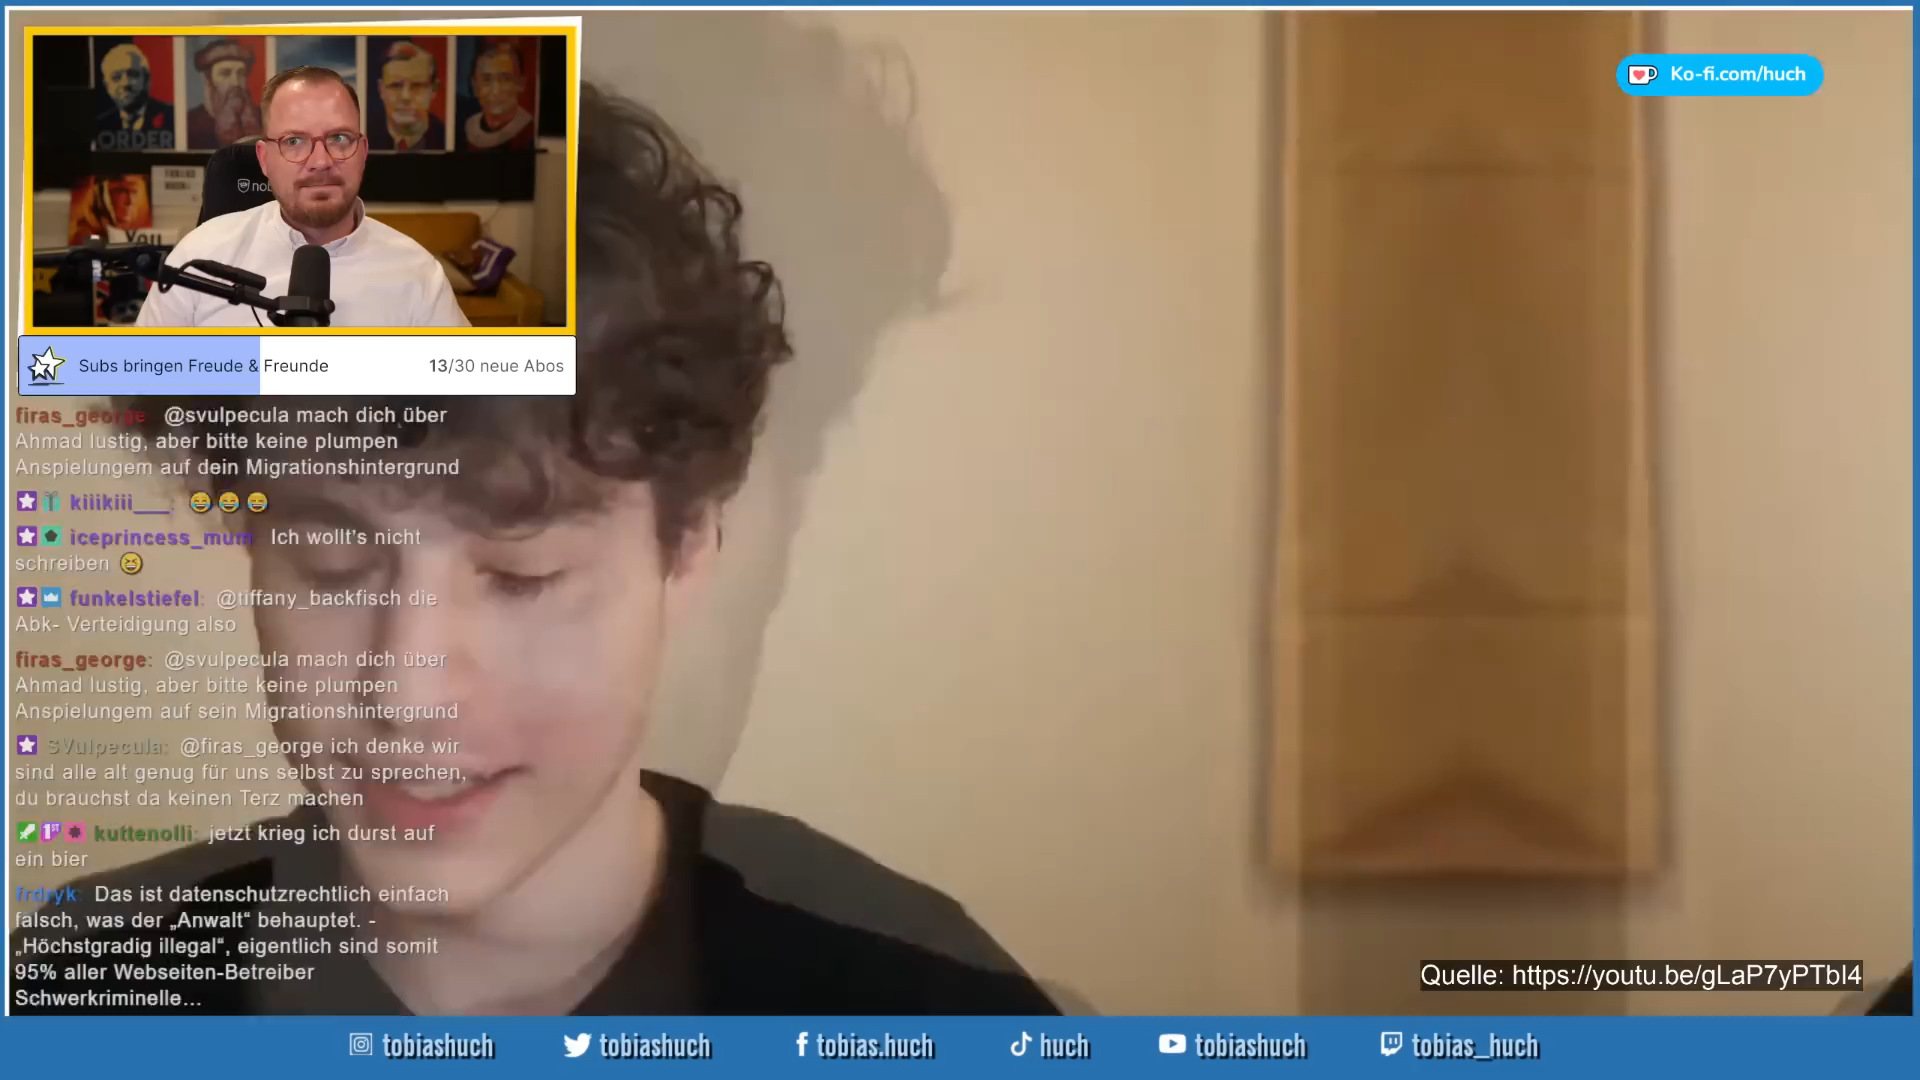 ORDER
YOU
Ko-fi.com/huch
Subs bringen Freude & Freunde
13/30 neue Abos
firas_george: @svulpecula mach dich über
Ahmad lustig, aber bitte keine plumpen
Anspielungem auf dein Migrationshintergrund
kiiikiii___: 
iceprincess_mum: Ich wollt's nicht
schreiben
funkelstiefel: @tiffany_backfisch die
Abk- Verteidigung also
firas_george: @svulpecula mach dich über
Ahmad lustig, aber bitte keine plumpen
Anspielungem auf sein Migrationshintergrund
SVulpecula: @firas_george ich denke wir
sind alle alt genug für uns selbst zu sprechen,
du brauchst da keinen Terz machen
kuttenolli: jetzt krieg ich durst auf
ein bier
frdryk: Das ist datenschutzrechtlich einfach
falsch, was der „Anwalt“ behauptet. -
„Höchstgradig illegal“, eigentlich sind somit
95% aller Webseiten-Betreiber
Schwerkriminelle...
Quelle: https://youtu.be/gLaP7yPTbI4
tobiashuch
tobiashuch
tobias.huch
huch
tobiashuch
tobias_huch